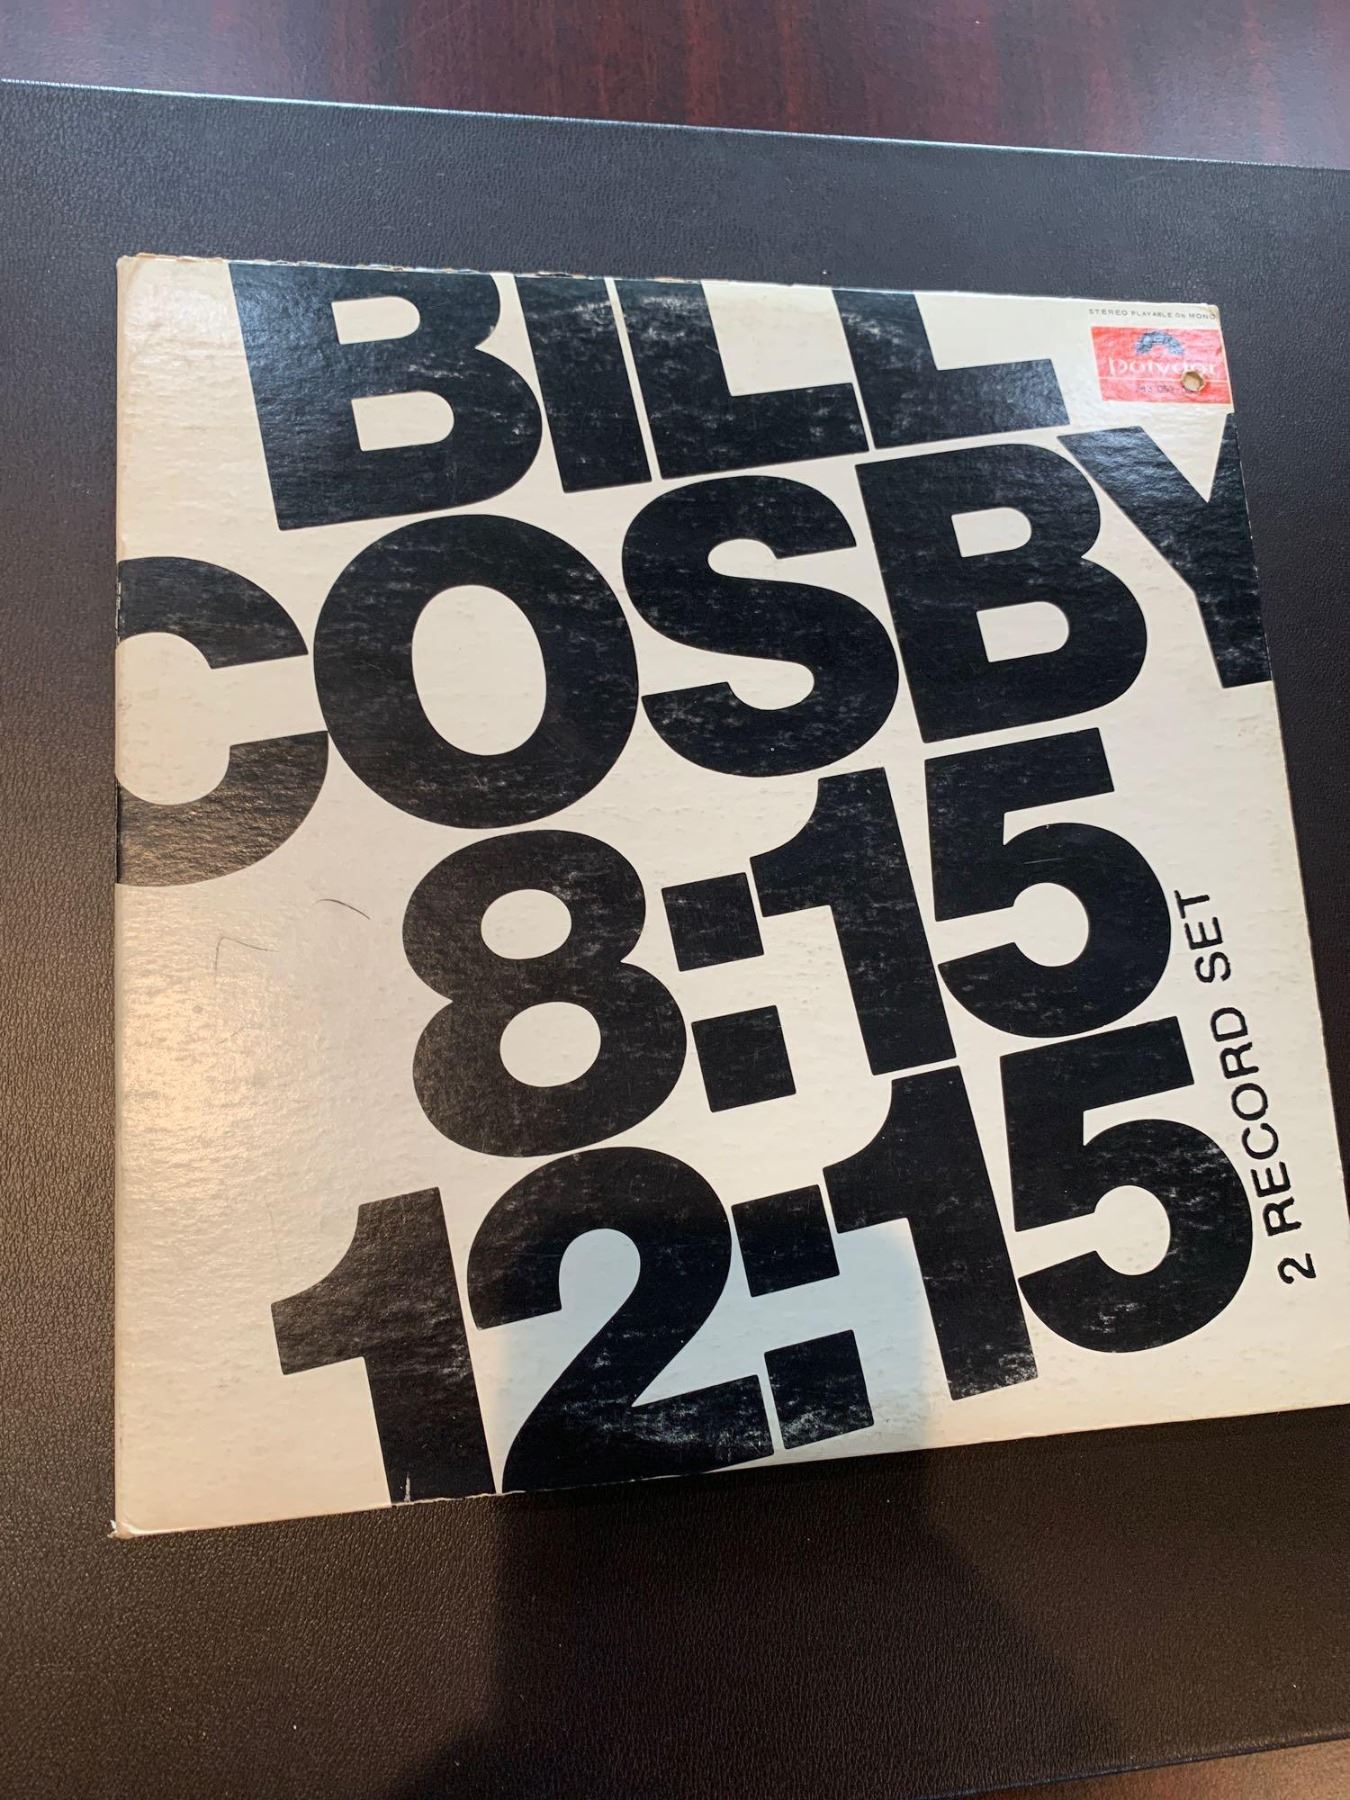 BILL
STEREO PLAYABLE ON MONO
polydor
COSBY
8:15
12:15
2 RECORD SET